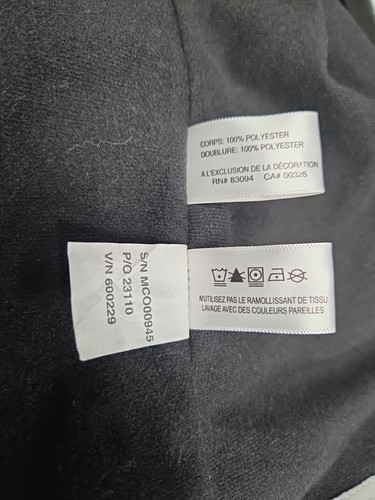 CORPS: 100% POLYESTER
DOUBLURE: 100% POLYESTER
A L'EXCLUSION DE LA DÉCORATION
RN# 83094 CA# 00326
N'UTILISEZ PAS LE RAMOLLISSANT DE TISSU
LAVAGE AVEC DES COULEURS PAREILLES
S/N MCO00945
P/O 23110
V/N 600229